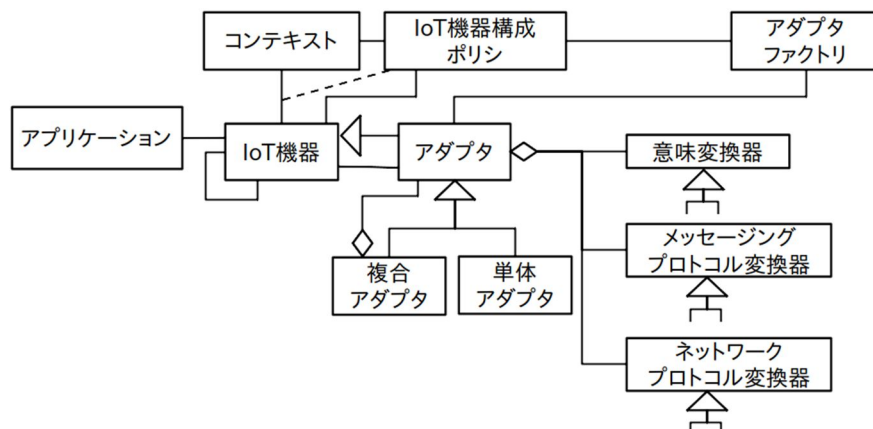 コンテキスト
IoT機器構成
ポリシ
アダプタ
ファクトリ
アプリケーション
IoT機器
アダプタ
意味変換器
メッセージング
プロトコル変換器
複合
アダプタ
単体
アダプタ
ネットワーク
プロトコル変換器